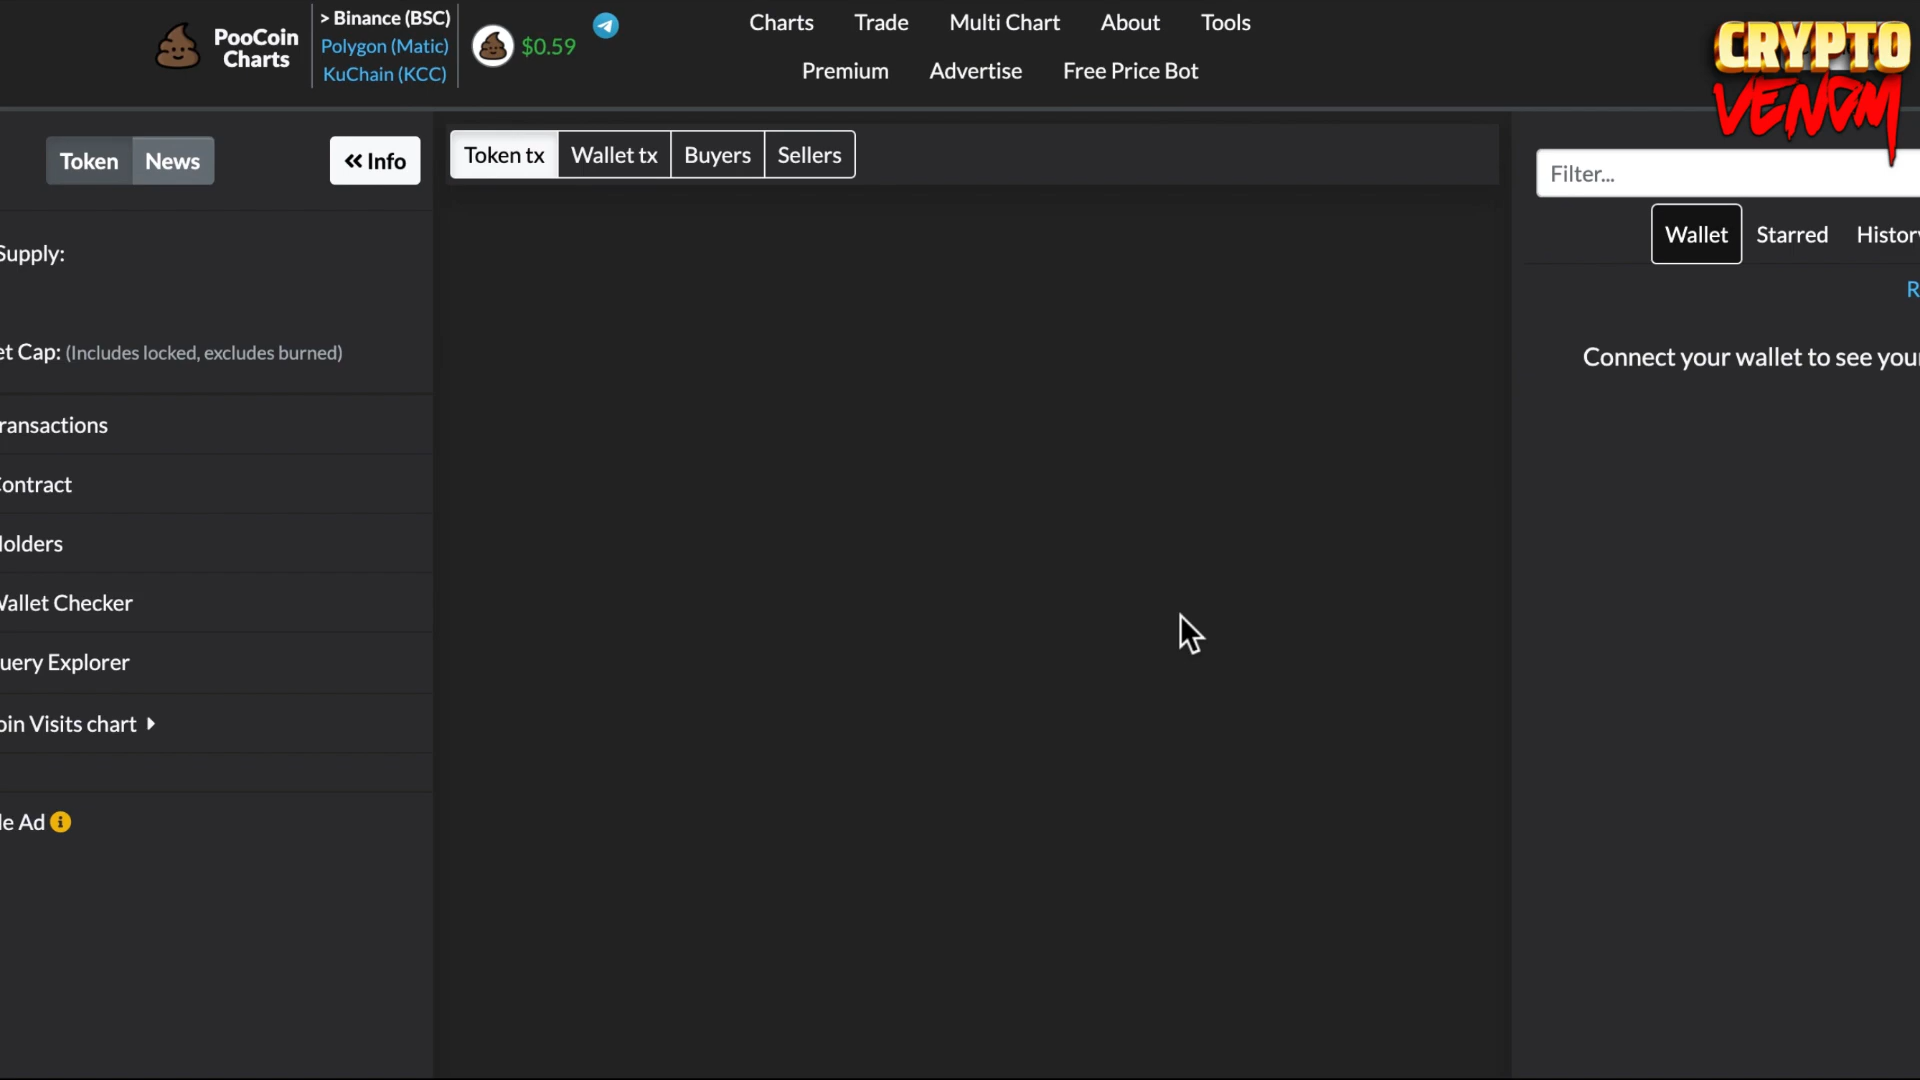 PooCoin
Charts
> Binance (BSC)
Polygon (Matic)
KuChain (KCC)
$0.59
Charts Trade Multi Chart About Tools
Premium Advertise Free Price Bot
CRYPTO
VENOM
Token News
« Info
Token tx Wallet tx Buyers Sellers
Filter...
Wallet Starred Histor
Supply:
R
et Cap: (Includes locked, excludes burned)
Connect your wallet to see your
ransactions
ontract
olders
Wallet Checker
uery Explorer
oin Visits chart
le Ad